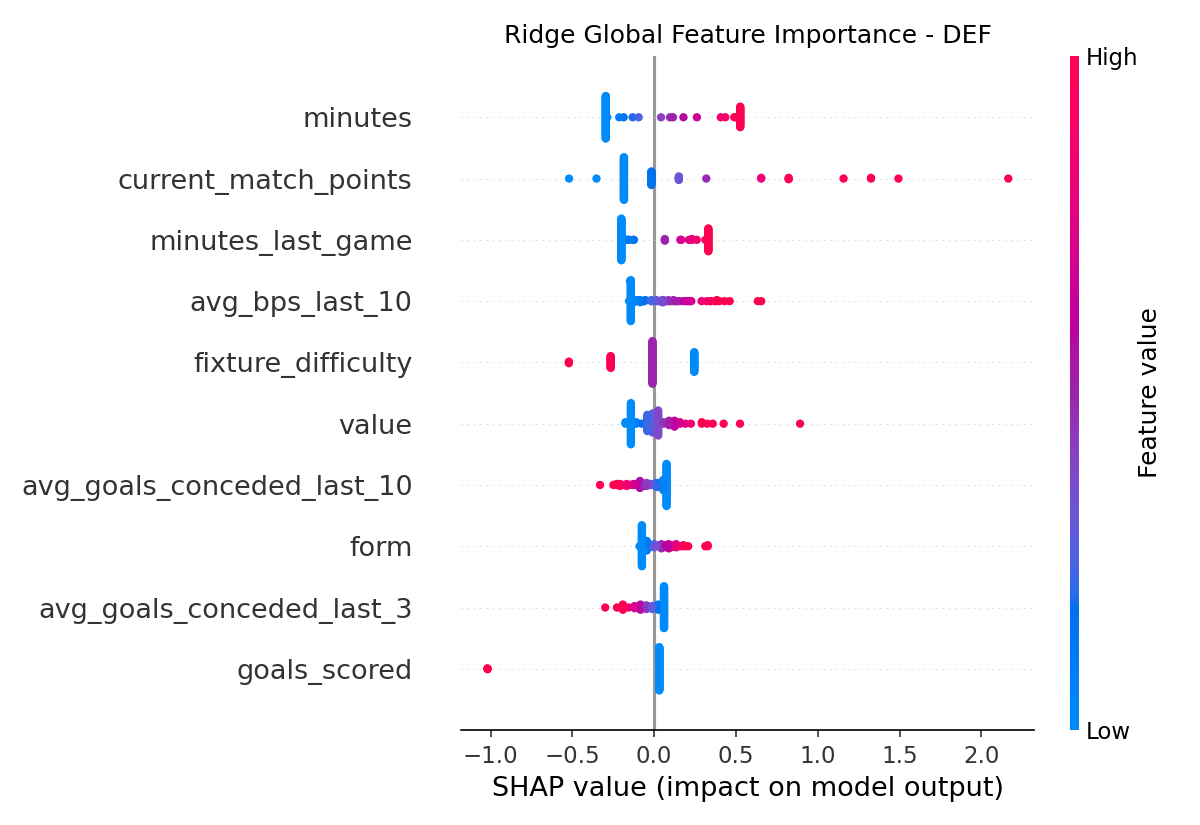 Ridge Global Feature Importance - DEF
High
minutes
current_match_points
minutes_last_game
avg_bps_last_10
fixture_difficulty
value
avg_goals_conceded_last_10
form
avg_goals_conceded_last_3
goals_scored
Feature value
Low
−1.0 −0.5 0.0 0.5 1.0 1.5 2.0
SHAP value (impact on model output)